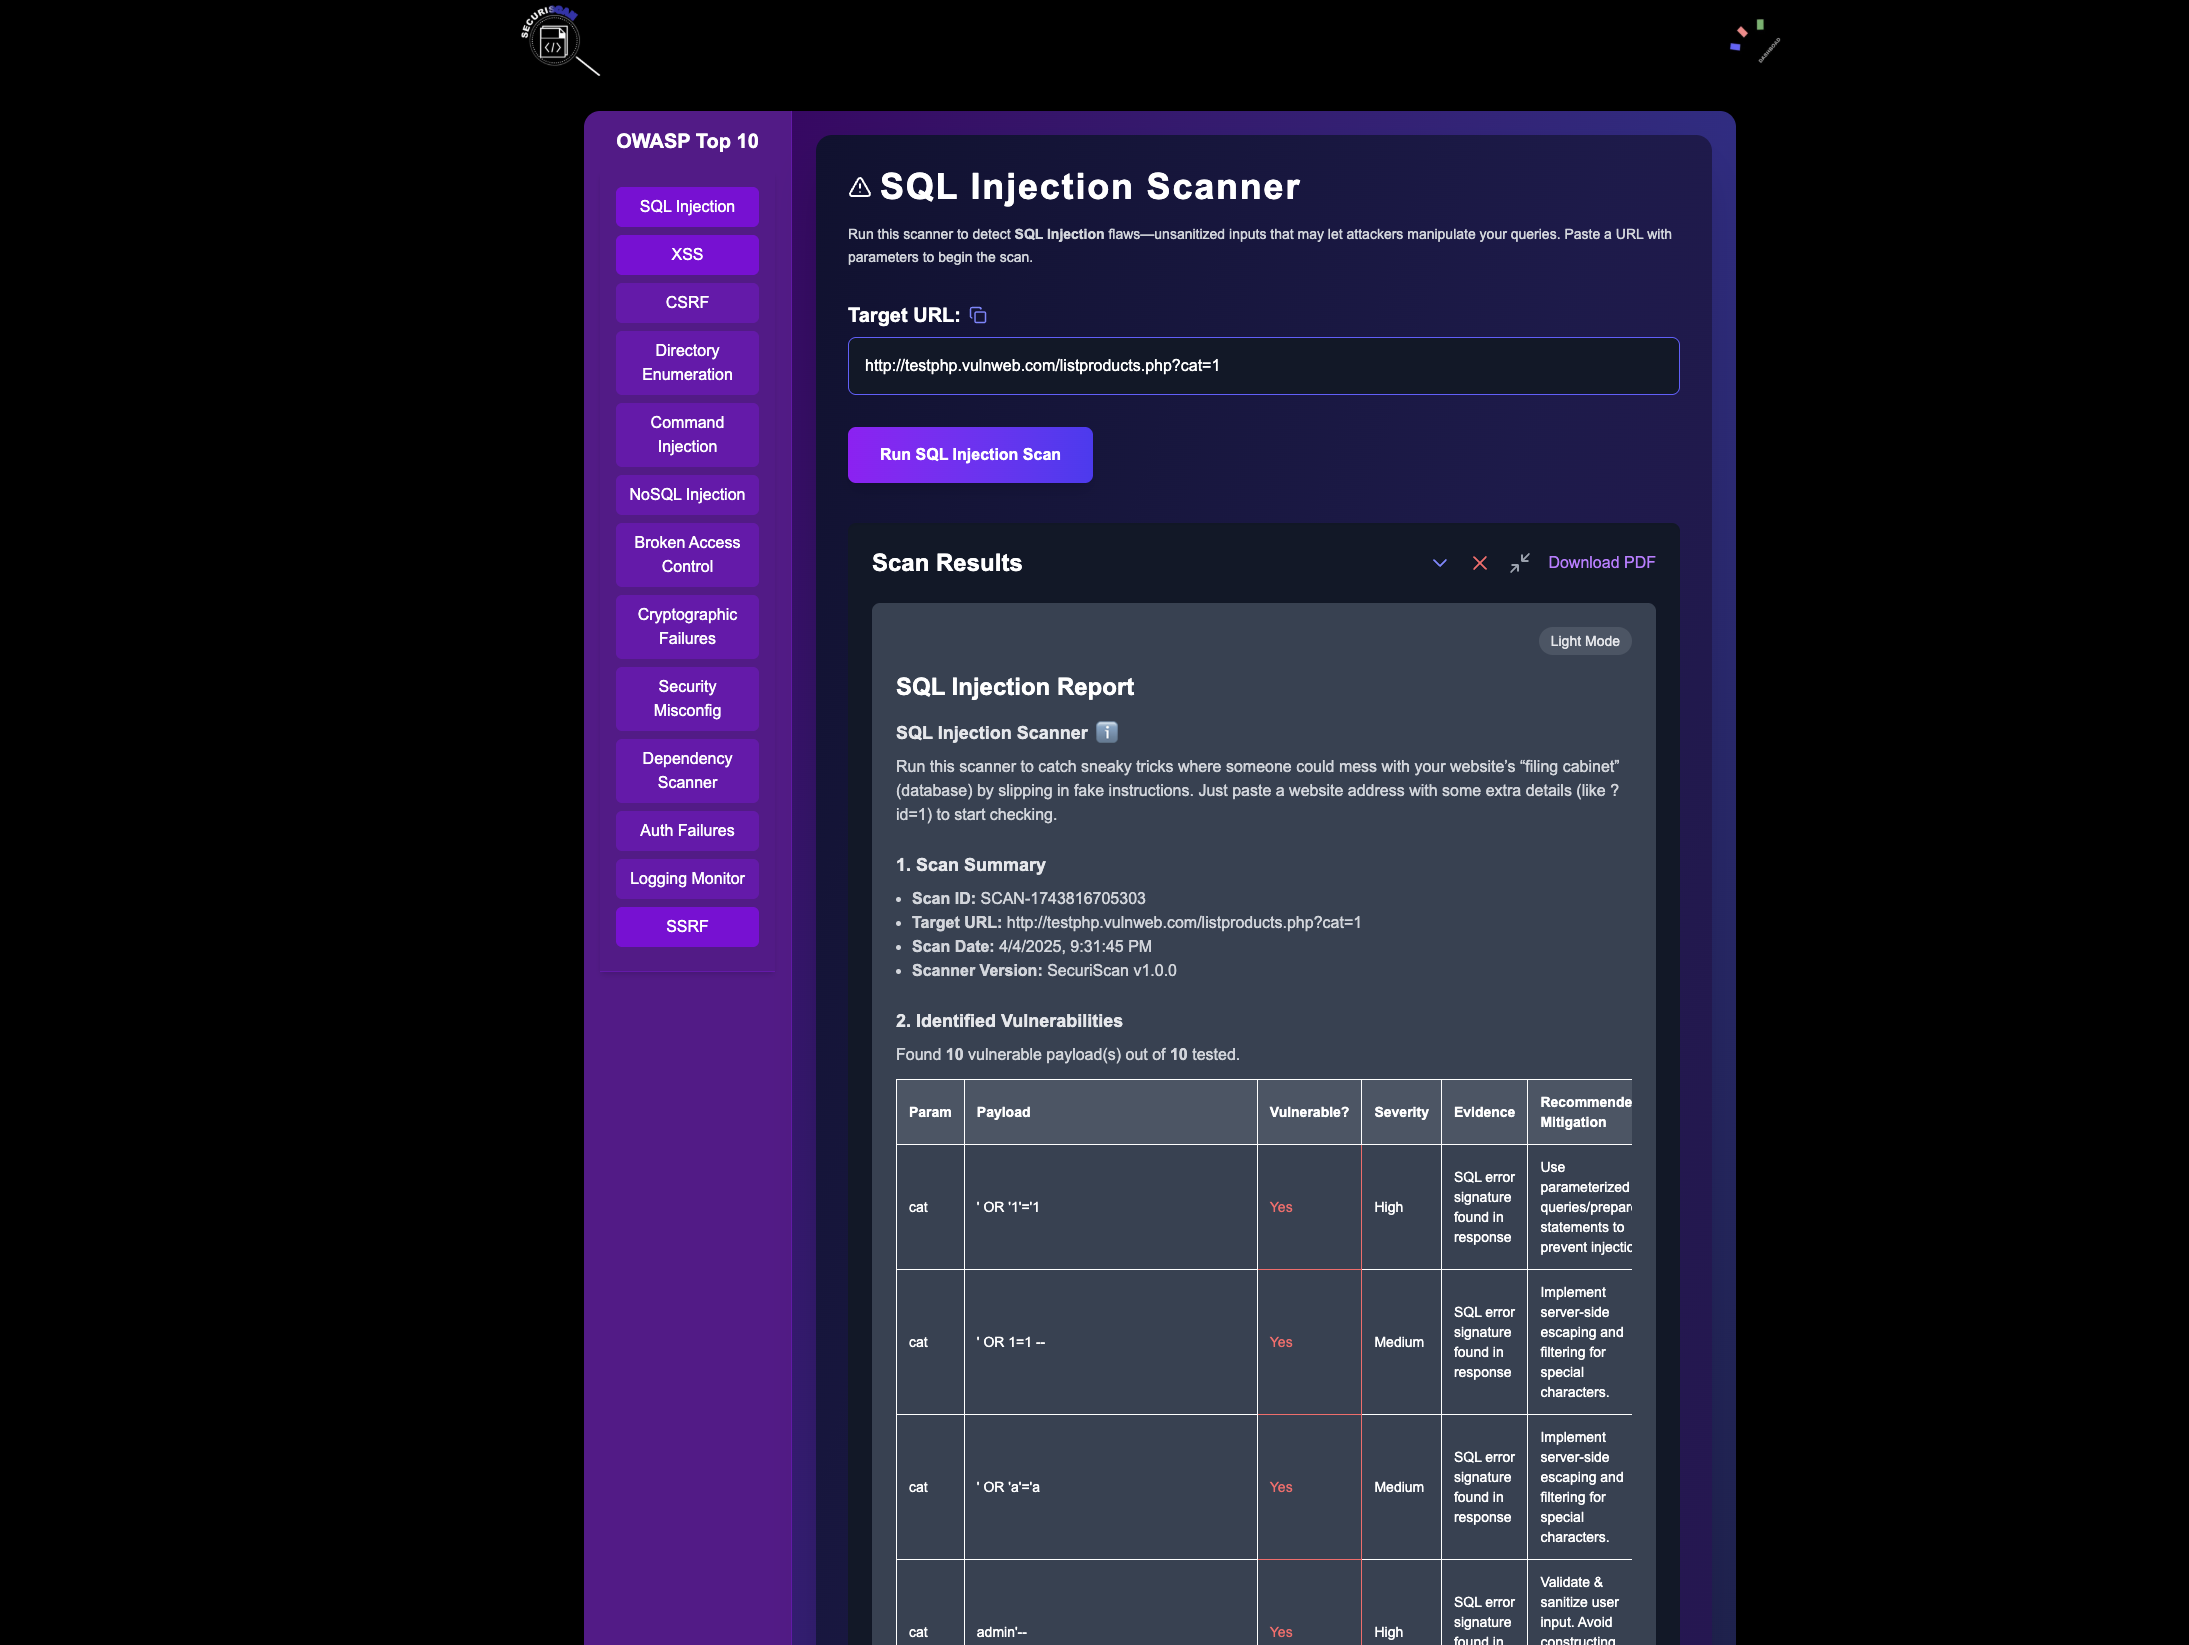 SECURISCAN
DASHBOAD
OWASP Top 10
SQL Injection
XSS
CSRF
Directory
Enumeration
Command
Injection
NoSQL Injection
Broken Access
Control
Cryptographic
Failures
Security
Misconfig
Dependency
Scanner
Auth Failures
Logging Monitor
SSRF
SQL Injection Scanner
Run this scanner to detect SQL Injection flaws—unsanitized inputs that may let attackers manipulate your queries. Paste a URL with
parameters to begin the scan.
Target URL:
http://testphp.vulnweb.com/listproducts.php?cat=1
Run SQL Injection Scan
Scan Results
Download PDF
Light Mode
SQL Injection Report
SQL Injection Scanner ℹ️
Run this scanner to catch sneaky tricks where someone could mess with your website’s “filing cabinet”
(database) by slipping in fake instructions. Just paste a website address with some extra details (like ?
id=1) to start checking.
1. Scan Summary
• Scan ID: SCAN-1743816705303
• Target URL: http://testphp.vulnweb.com/listproducts.php?cat=1
• Scan Date: 4/4/2025, 9:31:45 PM
• Scanner Version: SecuriScan v1.0.0
2. Identified Vulnerabilities
Found 10 vulnerable payload(s) out of 10 tested.
Param Payload Vulnerable? Severity Evidence Recommende
Mitigation
cat ' OR '1'='1 Yes High
SQL error
signature
found in
response
Use
parameterized
queries/prepar
statements to
prevent injectio
cat ' OR 1=1 -- Yes Medium
SQL error
signature
found in
response
Implement
server-side
escaping and
filtering for
special
characters.
cat ' OR 'a'='a Yes Medium
SQL error
signature
found in
response
Implement
server-side
escaping and
filtering for
special
characters.
cat admin'-- Yes High
SQL error
signature
found in
Validate &
sanitize user
input. Avoid
constructing